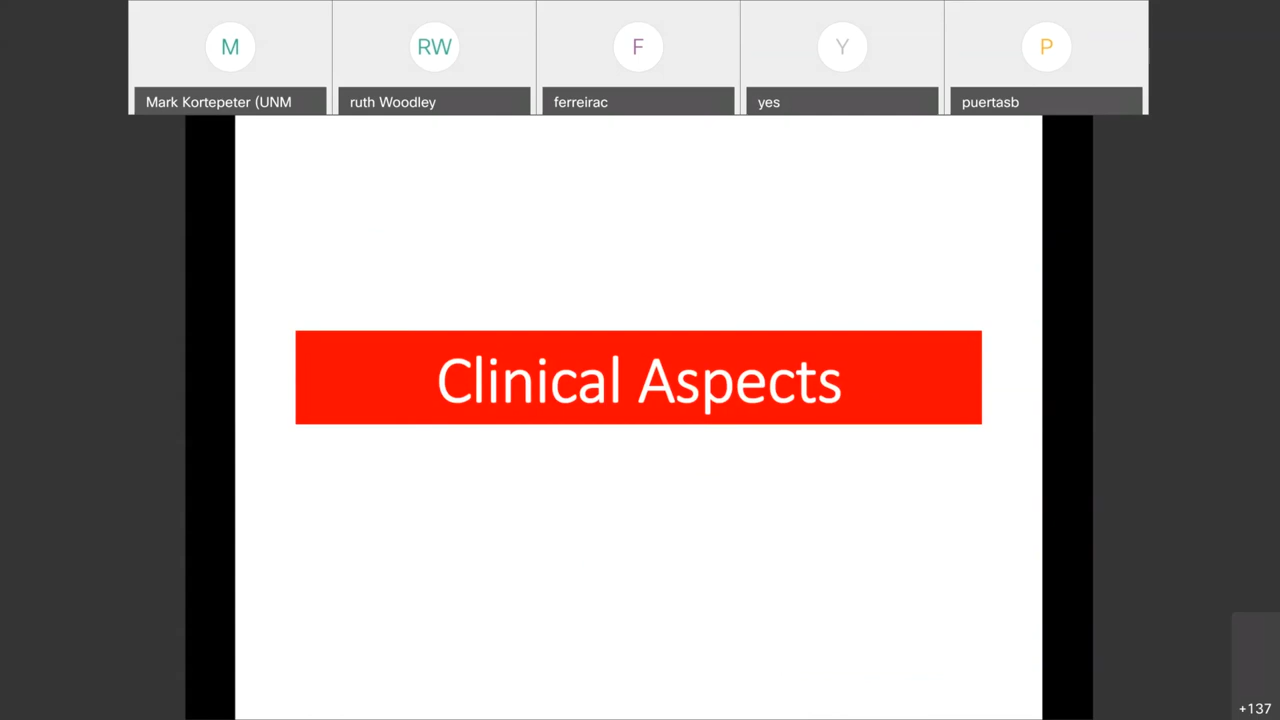 M
RW
F
Y
P
Mark Kortepeter (UNM
ruth Woodley
ferreirac
yes
puertasb
Clinical Aspects
+137